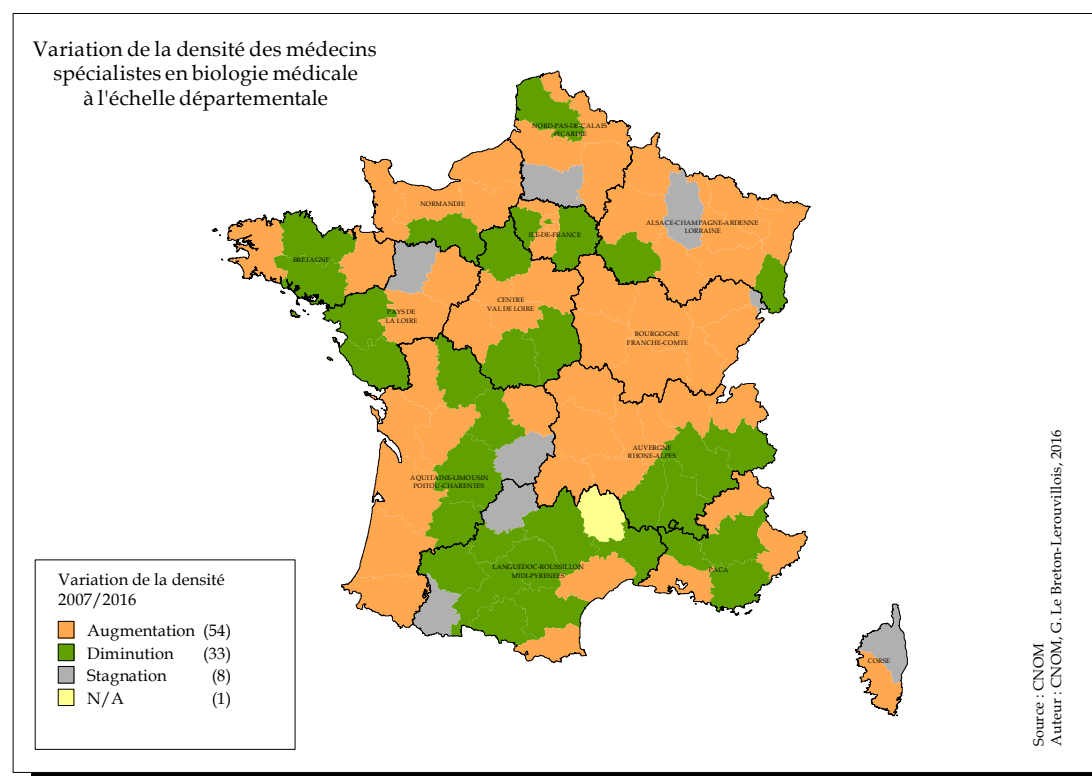 Variation de la densité des médecins
spécialistes en biologie médicale
à l'échelle départementale
NORD-PAS-DE-CALAIS
PICARDIE
NORMANDIE
ILE-DE-FRANCE
ALSACE-CHAMPAGNE-ARDENNE
LORRAINE
BRETAGNE
PAYS DE
LA LOIRE
CENTRE
VAL DE LOIRE
BOURGOGNE
FRANCHE-COMTE
AUVERGNE
RHONE-ALPES
AQUITAINE-LIMOUSIN
POITOU-CHARENTES
LANGUEDOC-ROUSSILLON
MIDI-PYRENEES
PACA
CORSE
Variation de la densité
2007/2016
Augmentation (54)
Diminution (33)
Stagnation (8)
N/A (1)
Source : CNOM
Auteur : CNOM, G. Le Breton-Lerouvillois, 2016